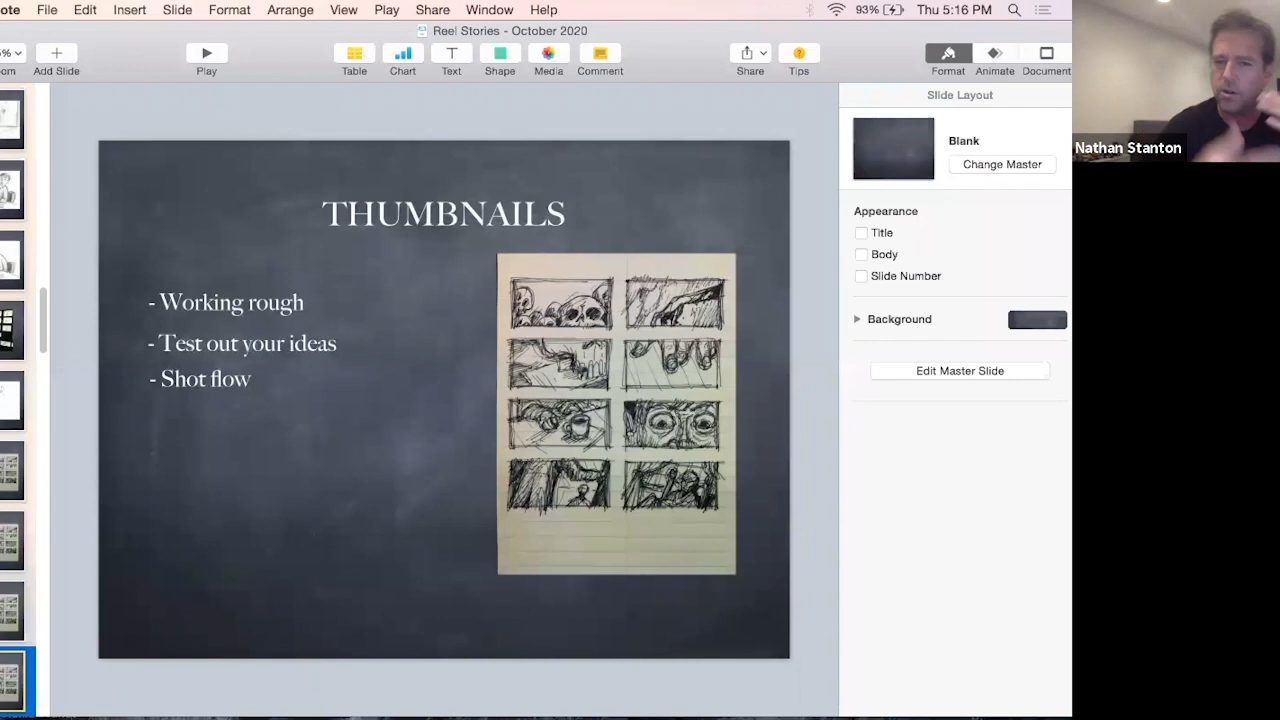 ote File Edit Insert Slide Format Arrange View Play Share Window Help 93% Thu 5:16 PM
Reel Stories - October 2020
%
om Add Slide Play Table Chart Text Shape Media Comment Share Tips Format Animate Document
Slide Layout
Blank
Change Master
Appearance
Title
Body
Slide Number
Background
Edit Master Slide
THUMBNAILS
- Working rough
- Test out your ideas
- Shot flow
Nathan Stanton